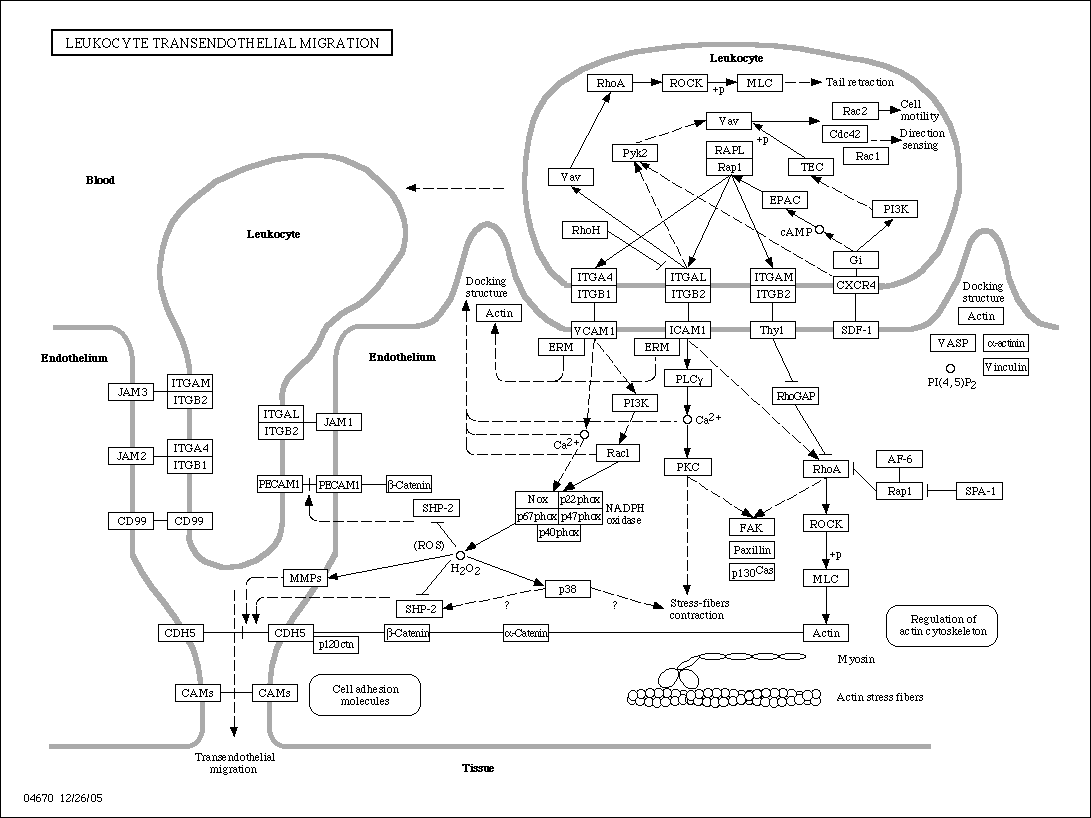 LEUKOCYTE TRANSENDOTHELIAL MIGRATION
Leukocyte
RhoA
ROCK
+p
MLC
Tail retraction
Vav
+p
Rac2
Cell
motility
Cdc42
Direction
sensing
Rac1
Pyk2
RAPL
Rap1
TEC
Vav
EPAC
PI3K
cAMP
RhoH
Gi
Blood
Leukocyte
ITGA4
ITGB1
ITGAL
ITGB2
ITGAM
ITGB2
CXCR4
Docking
structure
Actin
VCAM1
ICAM1
Thy1
SDF-1
Docking
structure
Actin
VASP
α-actinin
PI(4,5)P2
Vinculin
Endothelium
Endothelium
ERM
ERM
PLCγ
PI3K
RhoGAP
Ca2+
Ca2+
Rac1
PKC
RhoA
AF-6
Rap1
SPA-1
JAM3
ITGAM
ITGB2
ITGAL
ITGB2
JAM1
JAM2
ITGA4
ITGB1
PECAM1
PECAM1
β-Catenin
CD99
CD99
SHP-2
Nox
p22phox
p67phox
p47phox
p40phox
NADPH
oxidase
FAK
Paxillin
p130Cas
ROCK
+p
MLC
(ROS)
H2O2
MMPs
SHP-2
?
p38
?
Stress-fibers
contraction
CDH5
CDH5
p120ctn
β-Catenin
α-Catenin
Actin
Regulation of
actin cytoskeleton
Myosin
Actin stress fibers
CAMs
CAMs
Cell adhesion
molecules
Transendothelial
migration
Tissue
04670 12/26/05